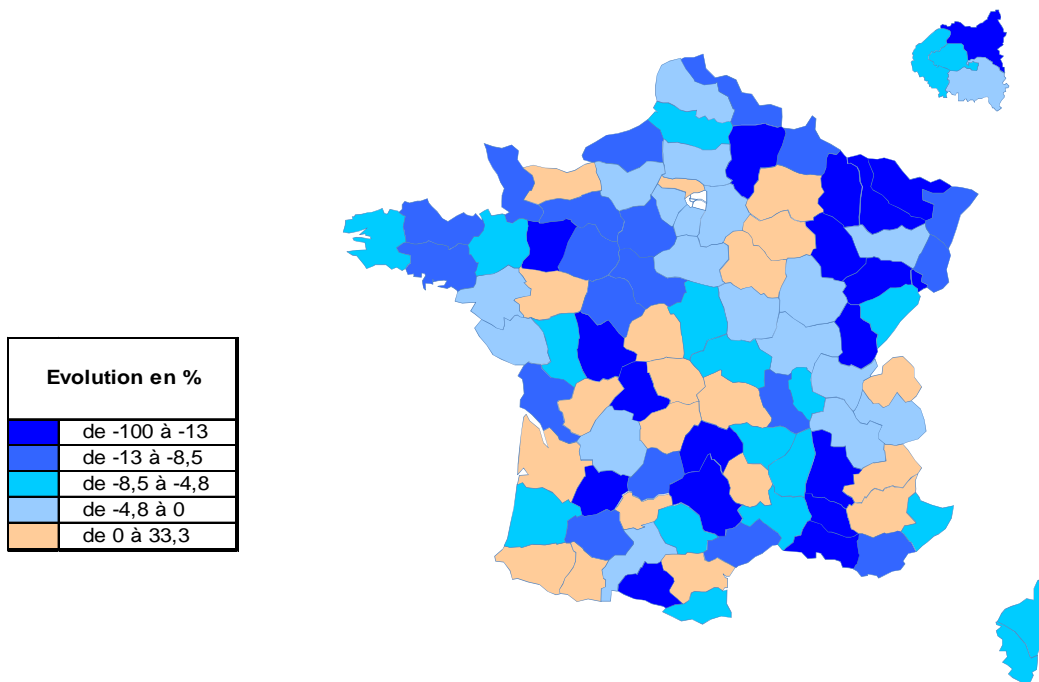 Evolution en %
de -100 à -13
de -13 à -8,5
de -8,5 à -4,8
de -4,8 à 0
de 0 à 33,3